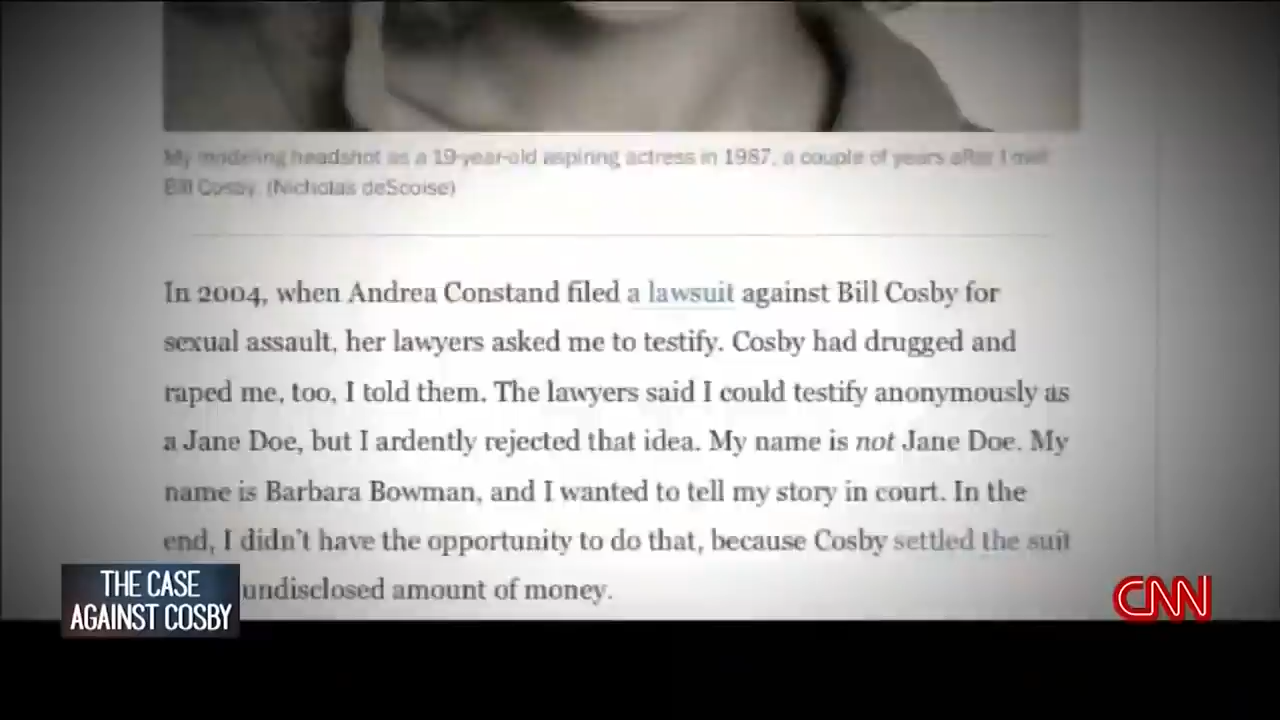 My modeling headshot as a 19-year-old aspiring actress in 1987, a couple of years after I met
Bill Cosby. (Nicholas deScoise)
In 2004, when Andrea Constand filed a lawsuit against Bill Cosby for
sexual assault, her lawyers asked me to testify. Cosby had drugged and
raped me, too, I told them. The lawyers said I could testify anonymously as
a Jane Doe, but I ardently rejected that idea. My name is not Jane Doe. My
name is Barbara Bowman, and I wanted to tell my story in court. In the
end, I didn't have the opportunity to do that, because Cosby settled the suit
undisclosed amount of money.
THE CASE
AGAINST COSBY
CNN